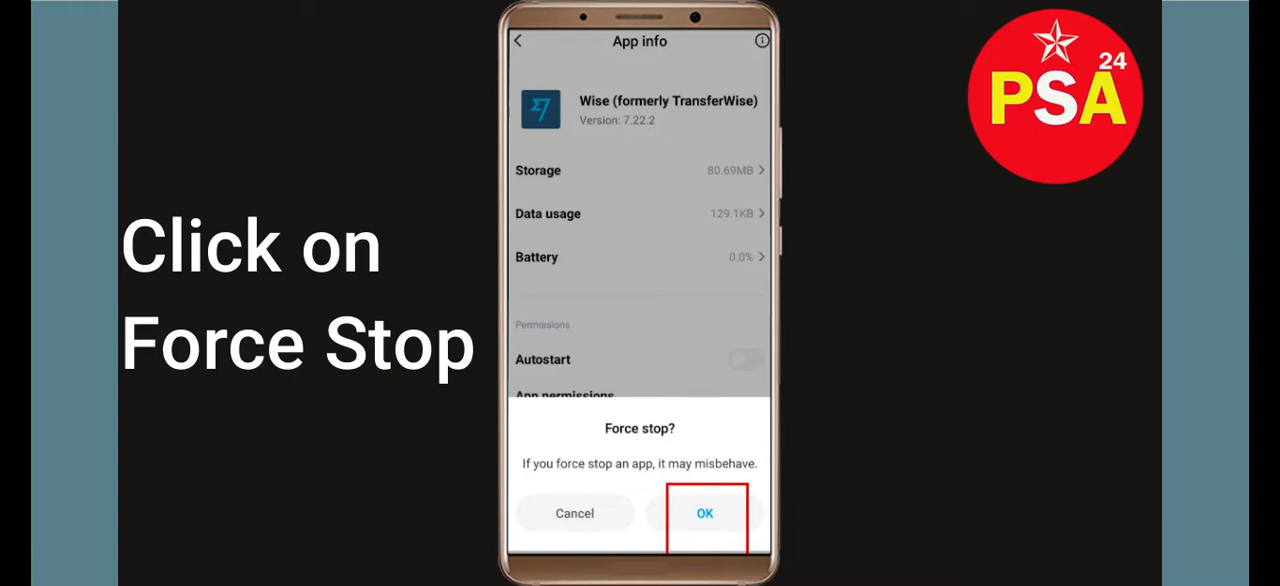 Click on
Force Stop
App info
Wise (formerly TransferWise)
Version: 7.22.2
Storage 80.69MB
Data usage 129.1KB
Battery 0.0%
Permissions
Autostart
App permissions
Force stop?
If you force stop an app, it may misbehave.
Cancel OK
24
PSA